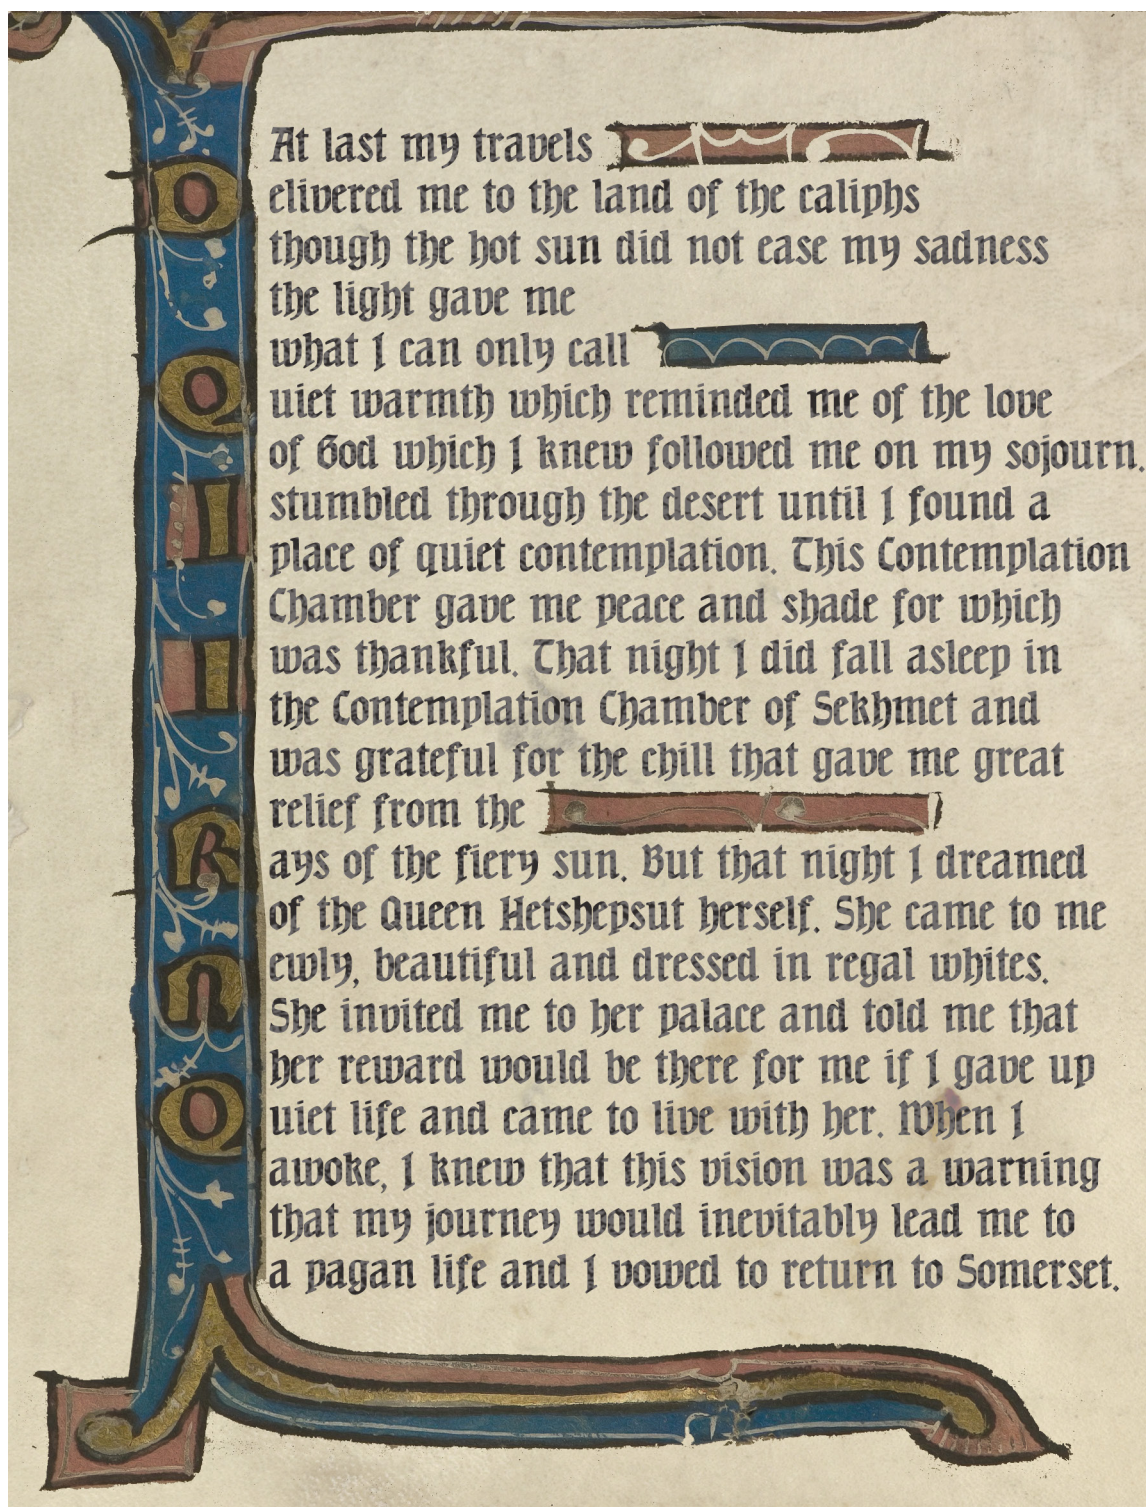 At last my travels
Delivered me to the land of the caliphs
though the hot sun did not ease my sadness
the light gave me
what I can only call
Quiet warmth which reminded me of the love
of God which I knew followed me on my sojourn.
I stumbled through the desert until I found a
place of quiet contemplation. This Contemplation
Chamber gave me peace and shade for which
I was thankful. That night I did fall asleep in
the Contemplation Chamber of Sekhmet and
was grateful for the chill that gave me great
relief from the
Rays of the fiery sun. But that night I dreamed
of the Queen Hetshepsut herself. She came to me
Newly, beautiful and dressed in regal whites.
She invited me to her palace and told me that
her reward would be there for me if I gave up
Quiet life and came to live with her. When I
awoke, I knew that this vision was a warning
that my journey would inevitably lead me to
a pagan life and I vowed to return to Somerset.